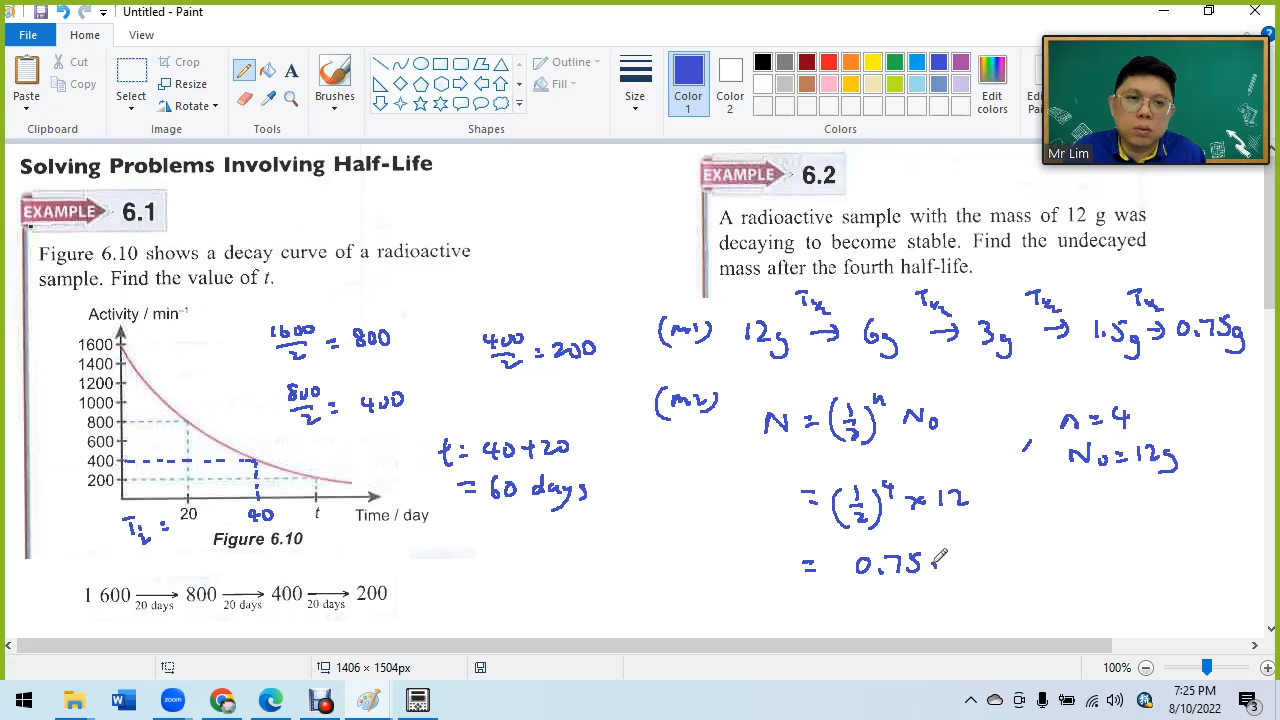 Untitled - Paint
File Home View
Paste
Cut
Copy
Clipboard
Select
Crop
Resize
Rotate
Image
Tools
Brushes
Shapes
Outline
Fill
Size
Color 1
Color 2
Edit colors
Colors
Mr Lim
Solving Problems Involving Half-Life
EXAMPLE 6.1
Figure 6.10 shows a decay curve of a radioactive
sample. Find the value of t.
Activity / min⁻¹
1600
1400
1200
1000
800
600
400
200
20 40 t Time / day
T½ =
Figure 6.10
1600/2 = 800
800/2 = 400
400/2 = 200
t = 40 + 20
= 60 days
1 600 → 800 → 400 → 200
20 days 20 days 20 days
EXAMPLE 6.2
A radioactive sample with the mass of 12 g was
decaying to become stable. Find the undecayed
mass after the fourth half-life.
T½ T½ T½ T½
(m1) 12g → 6g → 3g → 1.5g → 0.75g
(m2) N = (1/2)ⁿ N₀ , n = 4
N₀ = 12g
= (1/2)⁴ × 12
= 0.75
1406 × 1504px
100%
zoom
7:25 PM
8/10/2022
3